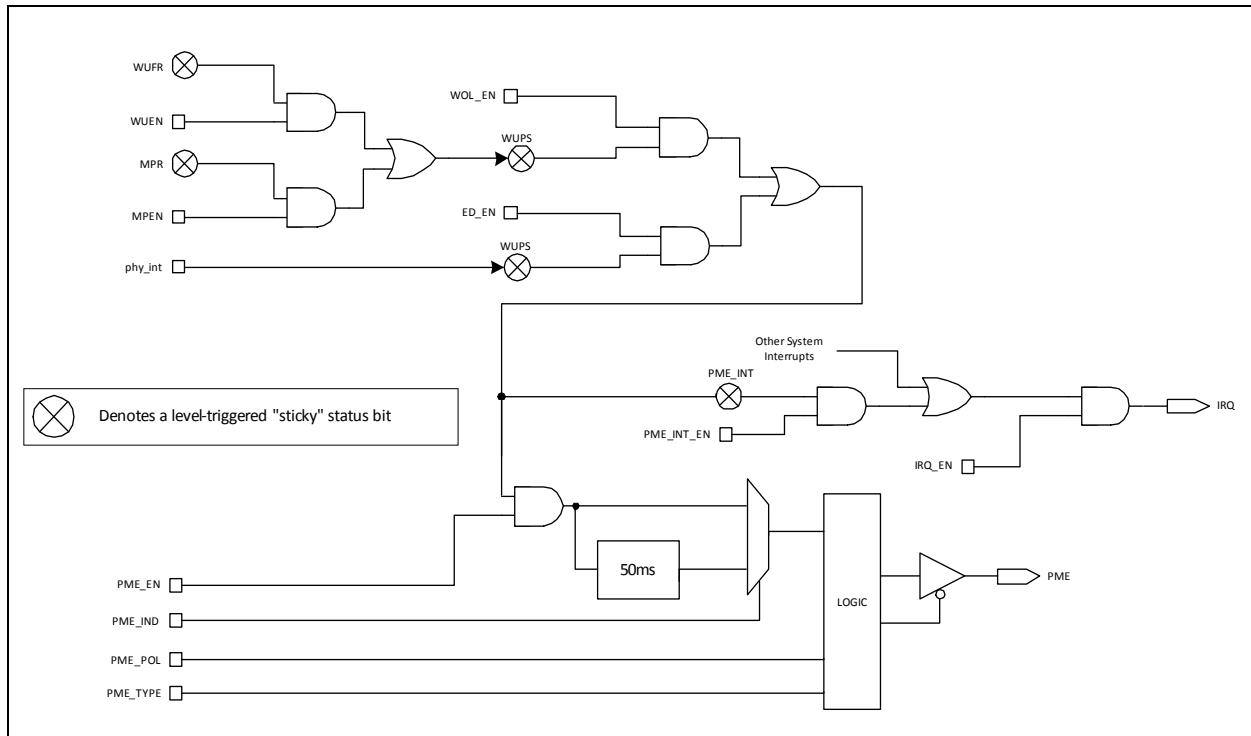 WUFR
WUEN
MPR
MPEN
phy_int
WOL_EN
WUPS
ED_EN
WUPS
Other System
Interrupts
PME_INT
PME_INT_EN
IRQ
IRQ_EN
Denotes a level-triggered "sticky" status bit
50ms
LOGIC
PME
PME_EN
PME_IND
PME_POL
PME_TYPE